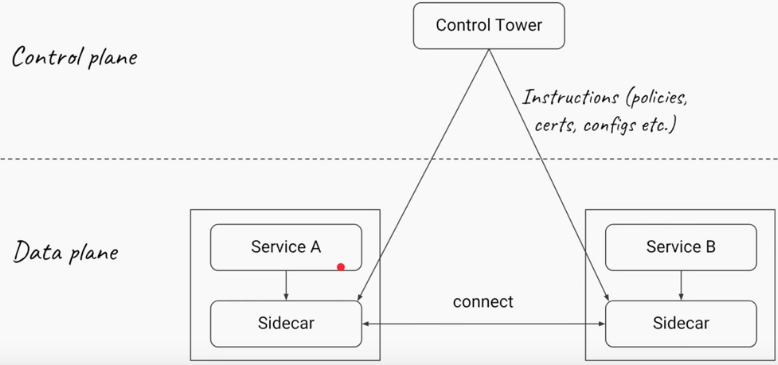 Control Tower
Control plane
Instructions (policies,
certs, configs etc.)
Data plane
Service A
Service B
connect
Sidecar
Sidecar